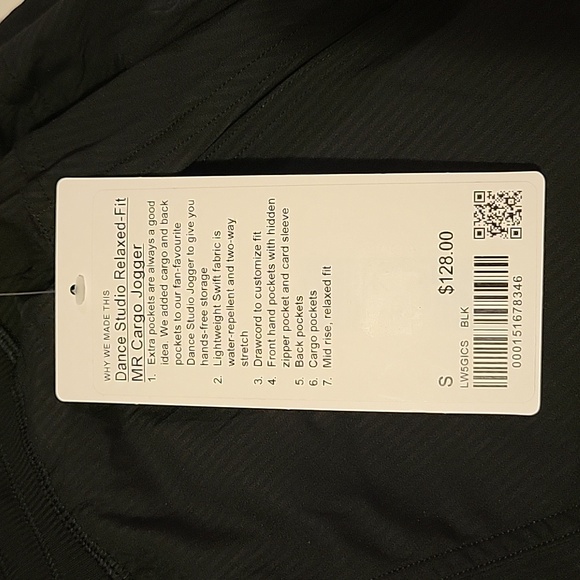 WHY WE MADE THIS
Dance Studio Relaxed-Fit
MR Cargo Jogger
1. Extra pockets are always a good
idea. We added cargo and back
pockets to our fan-favourite
Dance Studio Jogger to give you
hands-free storage
2. Lightweight Swift fabric is
water-repellent and two-way
stretch
3. Drawcord to customize fit
4. Front hand pockets with hidden
zipper pocket and card sleeve
5. Back pockets
6. Cargo pockets
7. Mid rise, relaxed fit
S $128.00
LW5GICS BLK
000151678346